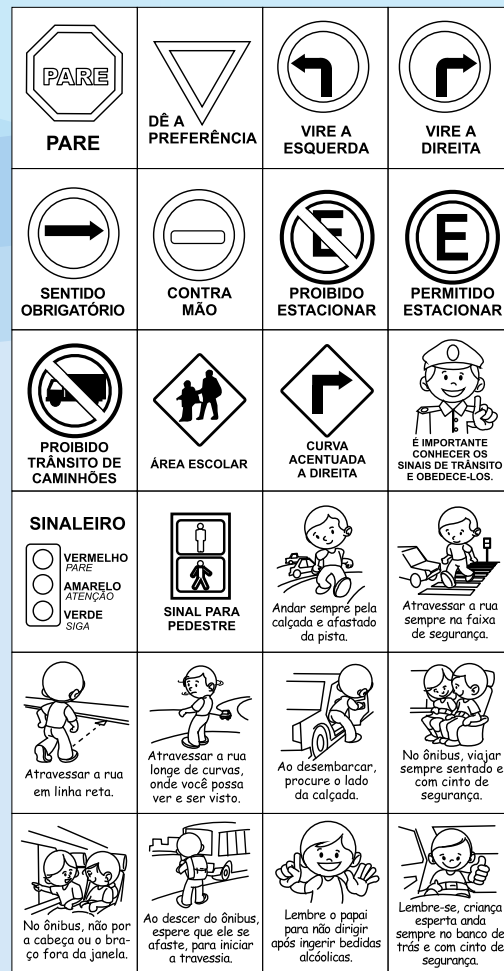 PARE
PARE
DÊ A
PREFERÊNCIA
VIRE A
ESQUERDA
VIRE A
DIREITA
SENTIDO
OBRIGATÓRIO
CONTRA
MÃO
E
PROIBIDO
ESTACIONAR
E
PERMITIDO
ESTACIONAR
PROIBIDO
TRÂNSITO DE
CAMINHÕES
ÁREA ESCOLAR
CURVA
ACENTUADA
A DIREITA
É IMPORTANTE
CONHECER OS
SINAIS DE TRÂNSITO
E OBEDECE-LOS.
SINALEIRO
VERMELHO
PARE
AMARELO
ATENÇÃO
VERDE
SIGA
SINAL PARA
PEDESTRE
Andar sempre pela
calçada e afastado
da pista.
Atravessar a rua
sempre na faixa
de segurança.
Atravessar a rua
em linha reta.
Atravessar a rua
longe de curvas,
onde você possa
ver e ser visto.
Ao desembarcar,
procure o lado
da calçada.
No ônibus, viajar
sempre sentado e
com cinto de
segurança.
No ônibus, não por
a cabeça ou o bra-
ço fora da janela.
Ao descer do ônibus,
espere que ele se
afaste, para iniciar
a travessia.
Lembre o papai
para não dirigir
após ingerir bedidas
alcóolicas.
Lembre-se, criança
esperta anda
sempre no banco de
trás e com cinto de
segurança.